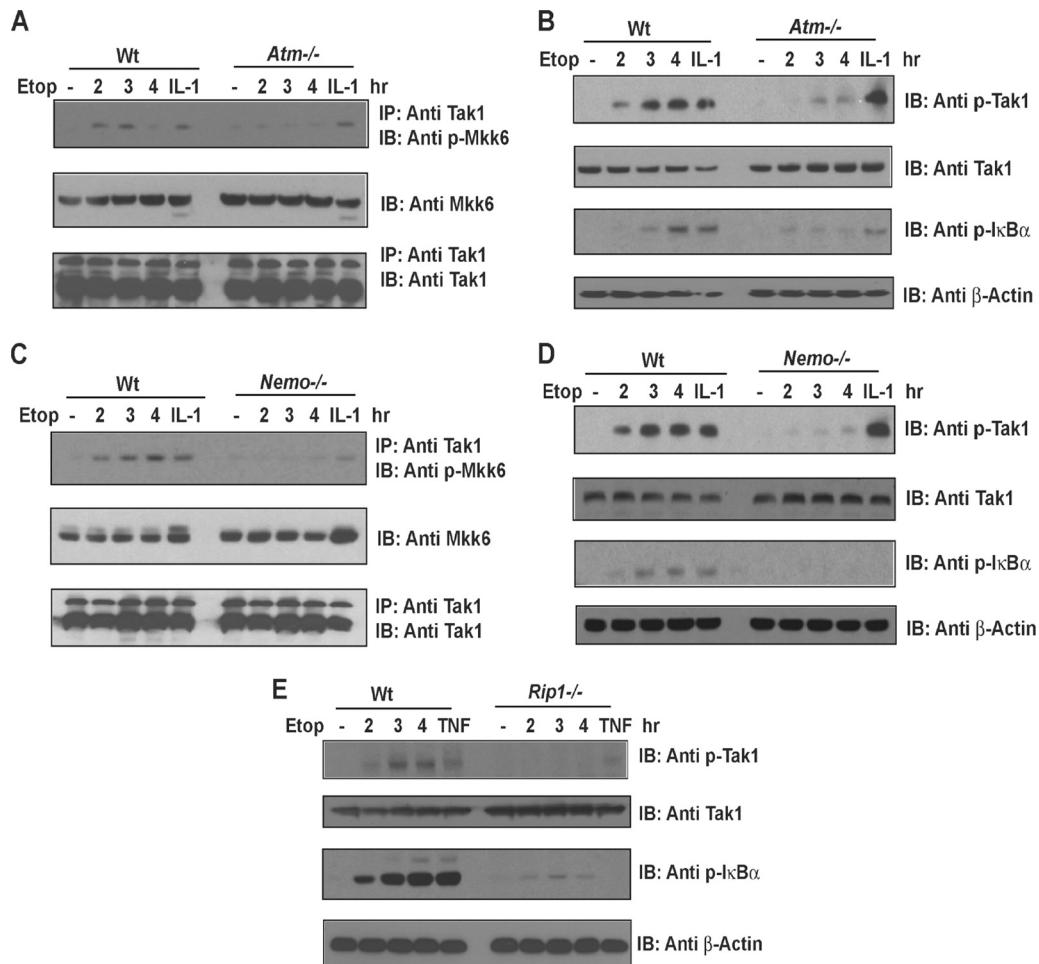 A
Wt Atm-/-
Etop - 2 3 4 IL-1 - 2 3 4 IL-1 hr
IP: Anti Tak1
IB: Anti p-Mkk6
IB: Anti Mkk6
IP: Anti Tak1
IB: Anti Tak1
B
Wt Atm-/-
Etop - 2 3 4 IL-1 - 2 3 4 IL-1 hr
IB: Anti p-Tak1
IB: Anti Tak1
IB: Anti p-IκBα
IB: Anti β-Actin
C
Wt Nemo-/-
Etop - 2 3 4 IL-1 - 2 3 4 IL-1 hr
IP: Anti Tak1
IB: Anti p-Mkk6
IB: Anti Mkk6
IP: Anti Tak1
IB: Anti Tak1
D
Wt Nemo-/-
Etop - 2 3 4 IL-1 - 2 3 4 IL-1 hr
IB: Anti p-Tak1
IB: Anti Tak1
IB: Anti p-IκBα
IB: Anti β-Actin
E
Wt Rip1-/-
Etop - 2 3 4 TNF - 2 3 4 TNF hr
IB: Anti p-Tak1
IB: Anti Tak1
IB: Anti p-IκBα
IB: Anti β-Actin